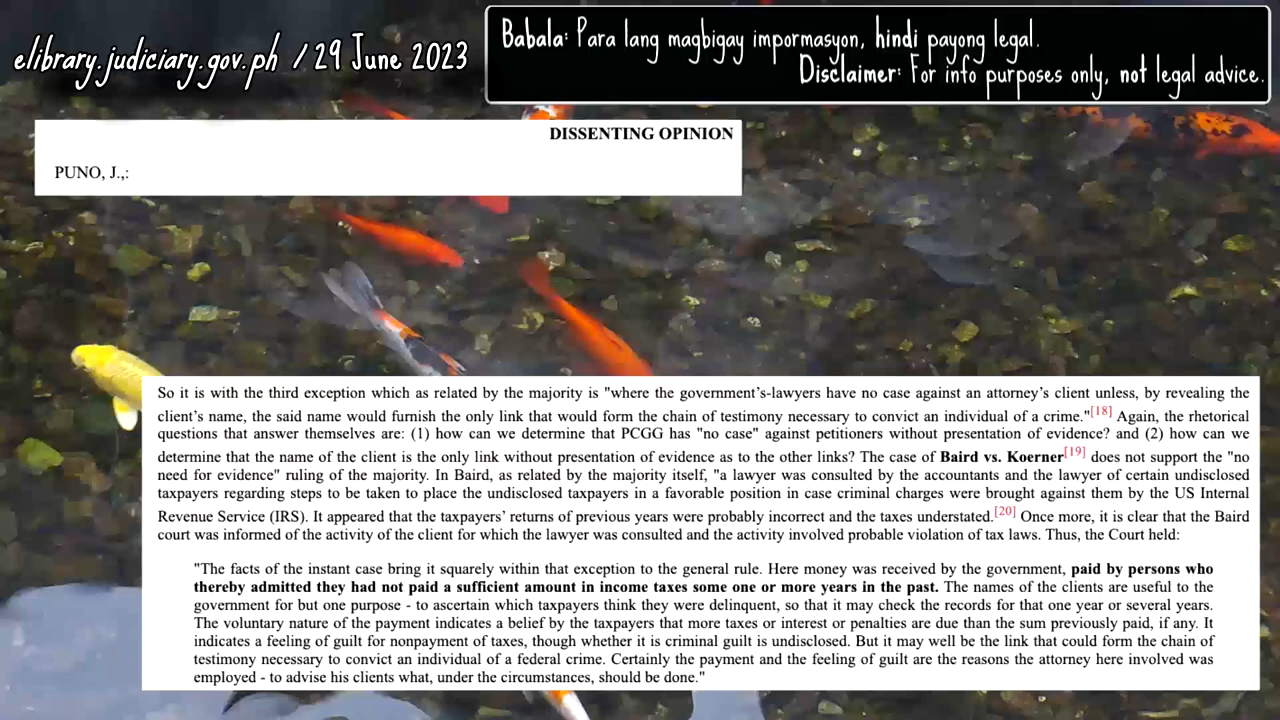 elibrary.judiciary.gov.ph / 29 June 2023
Babala: Para lang magbigay impormasyon, hindi payong legal.
Disclaimer: For info purposes only, not legal advice.
DISSENTING OPINION
PUNO, J.,:
So it is with the third exception which as related by the majority is "where the government's-lawyers have no case against an attorney's client unless, by revealing the
client's name, the said name would furnish the only link that would form the chain of testimony necessary to convict an individual of a crime."[18] Again, the rhetorical
questions that answer themselves are: (1) how can we determine that PCGG has "no case" against petitioners without presentation of evidence? and (2) how can we
determine that the name of the client is the only link without presentation of evidence as to the other links? The case of Baird vs. Koerner[19] does not support the "no
need for evidence" ruling of the majority. In Baird, as related by the majority itself, "a lawyer was consulted by the accountants and the lawyer of certain undisclosed
taxpayers regarding steps to be taken to place the undisclosed taxpayers in a favorable position in case criminal charges were brought against them by the US Internal
Revenue Service (IRS). It appeared that the taxpayers' returns of previous years were probably incorrect and the taxes understated.[20] Once more, it is clear that the Baird
court was informed of the activity of the client for which the lawyer was consulted and the activity involved probable violation of tax laws. Thus, the Court held:
"The facts of the instant case bring it squarely within that exception to the general rule. Here money was received by the government, paid by persons who
thereby admitted they had not paid a sufficient amount in income taxes some one or more years in the past. The names of the clients are useful to the
government for but one purpose - to ascertain which taxpayers think they were delinquent, so that it may check the records for that one year or several years.
The voluntary nature of the payment indicates a belief by the taxpayers that more taxes or interest or penalties are due than the sum previously paid, if any. It
indicates a feeling of guilt for nonpayment of taxes, though whether it is criminal guilt is undisclosed. But it may well be the link that could form the chain of
testimony necessary to convict an individual of a federal crime. Certainly the payment and the feeling of guilt are the reasons the attorney here involved was
employed - to advise his clients what, under the circumstances, should be done."